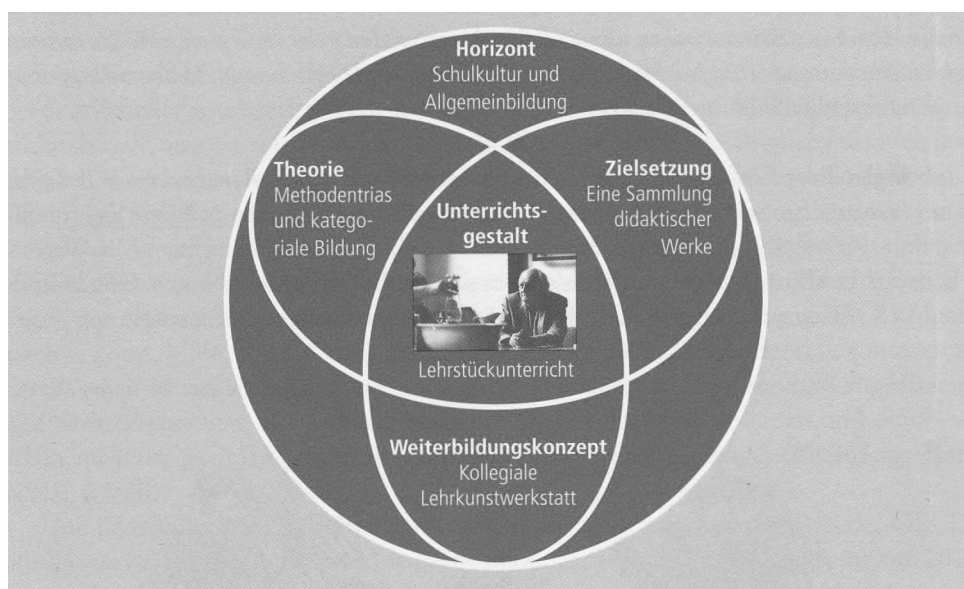 Horizont
Schulkultur und
Allgemeinbildung
Theorie
Methodentrias
und katego-
riale Bildung
Zielsetzung
Eine Sammlung
didaktischer
Werke
Unterrichts-
gestalt
Lehrstückunterricht
Weiterbildungskonzept
Kollegiale
Lehrkunstwerkstatt